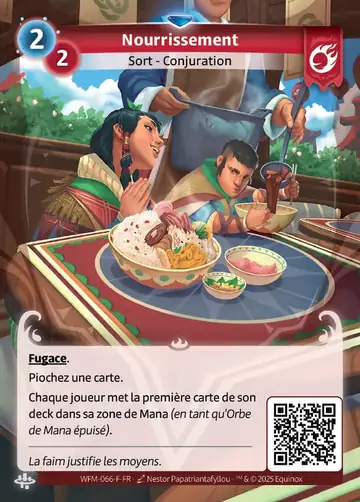 2
2
Nourrissement
Sort - Conjuration
Fugace.
Piochez une carte.
Chaque joueur met la première carte de son
deck dans sa zone de Mana (en tant qu'Orbe
de Mana épuisé).
La faim justifie les moyens.
WFM-066-F-FR - Nestor Papatriantafyllou - ™ & © 2025 Equinox